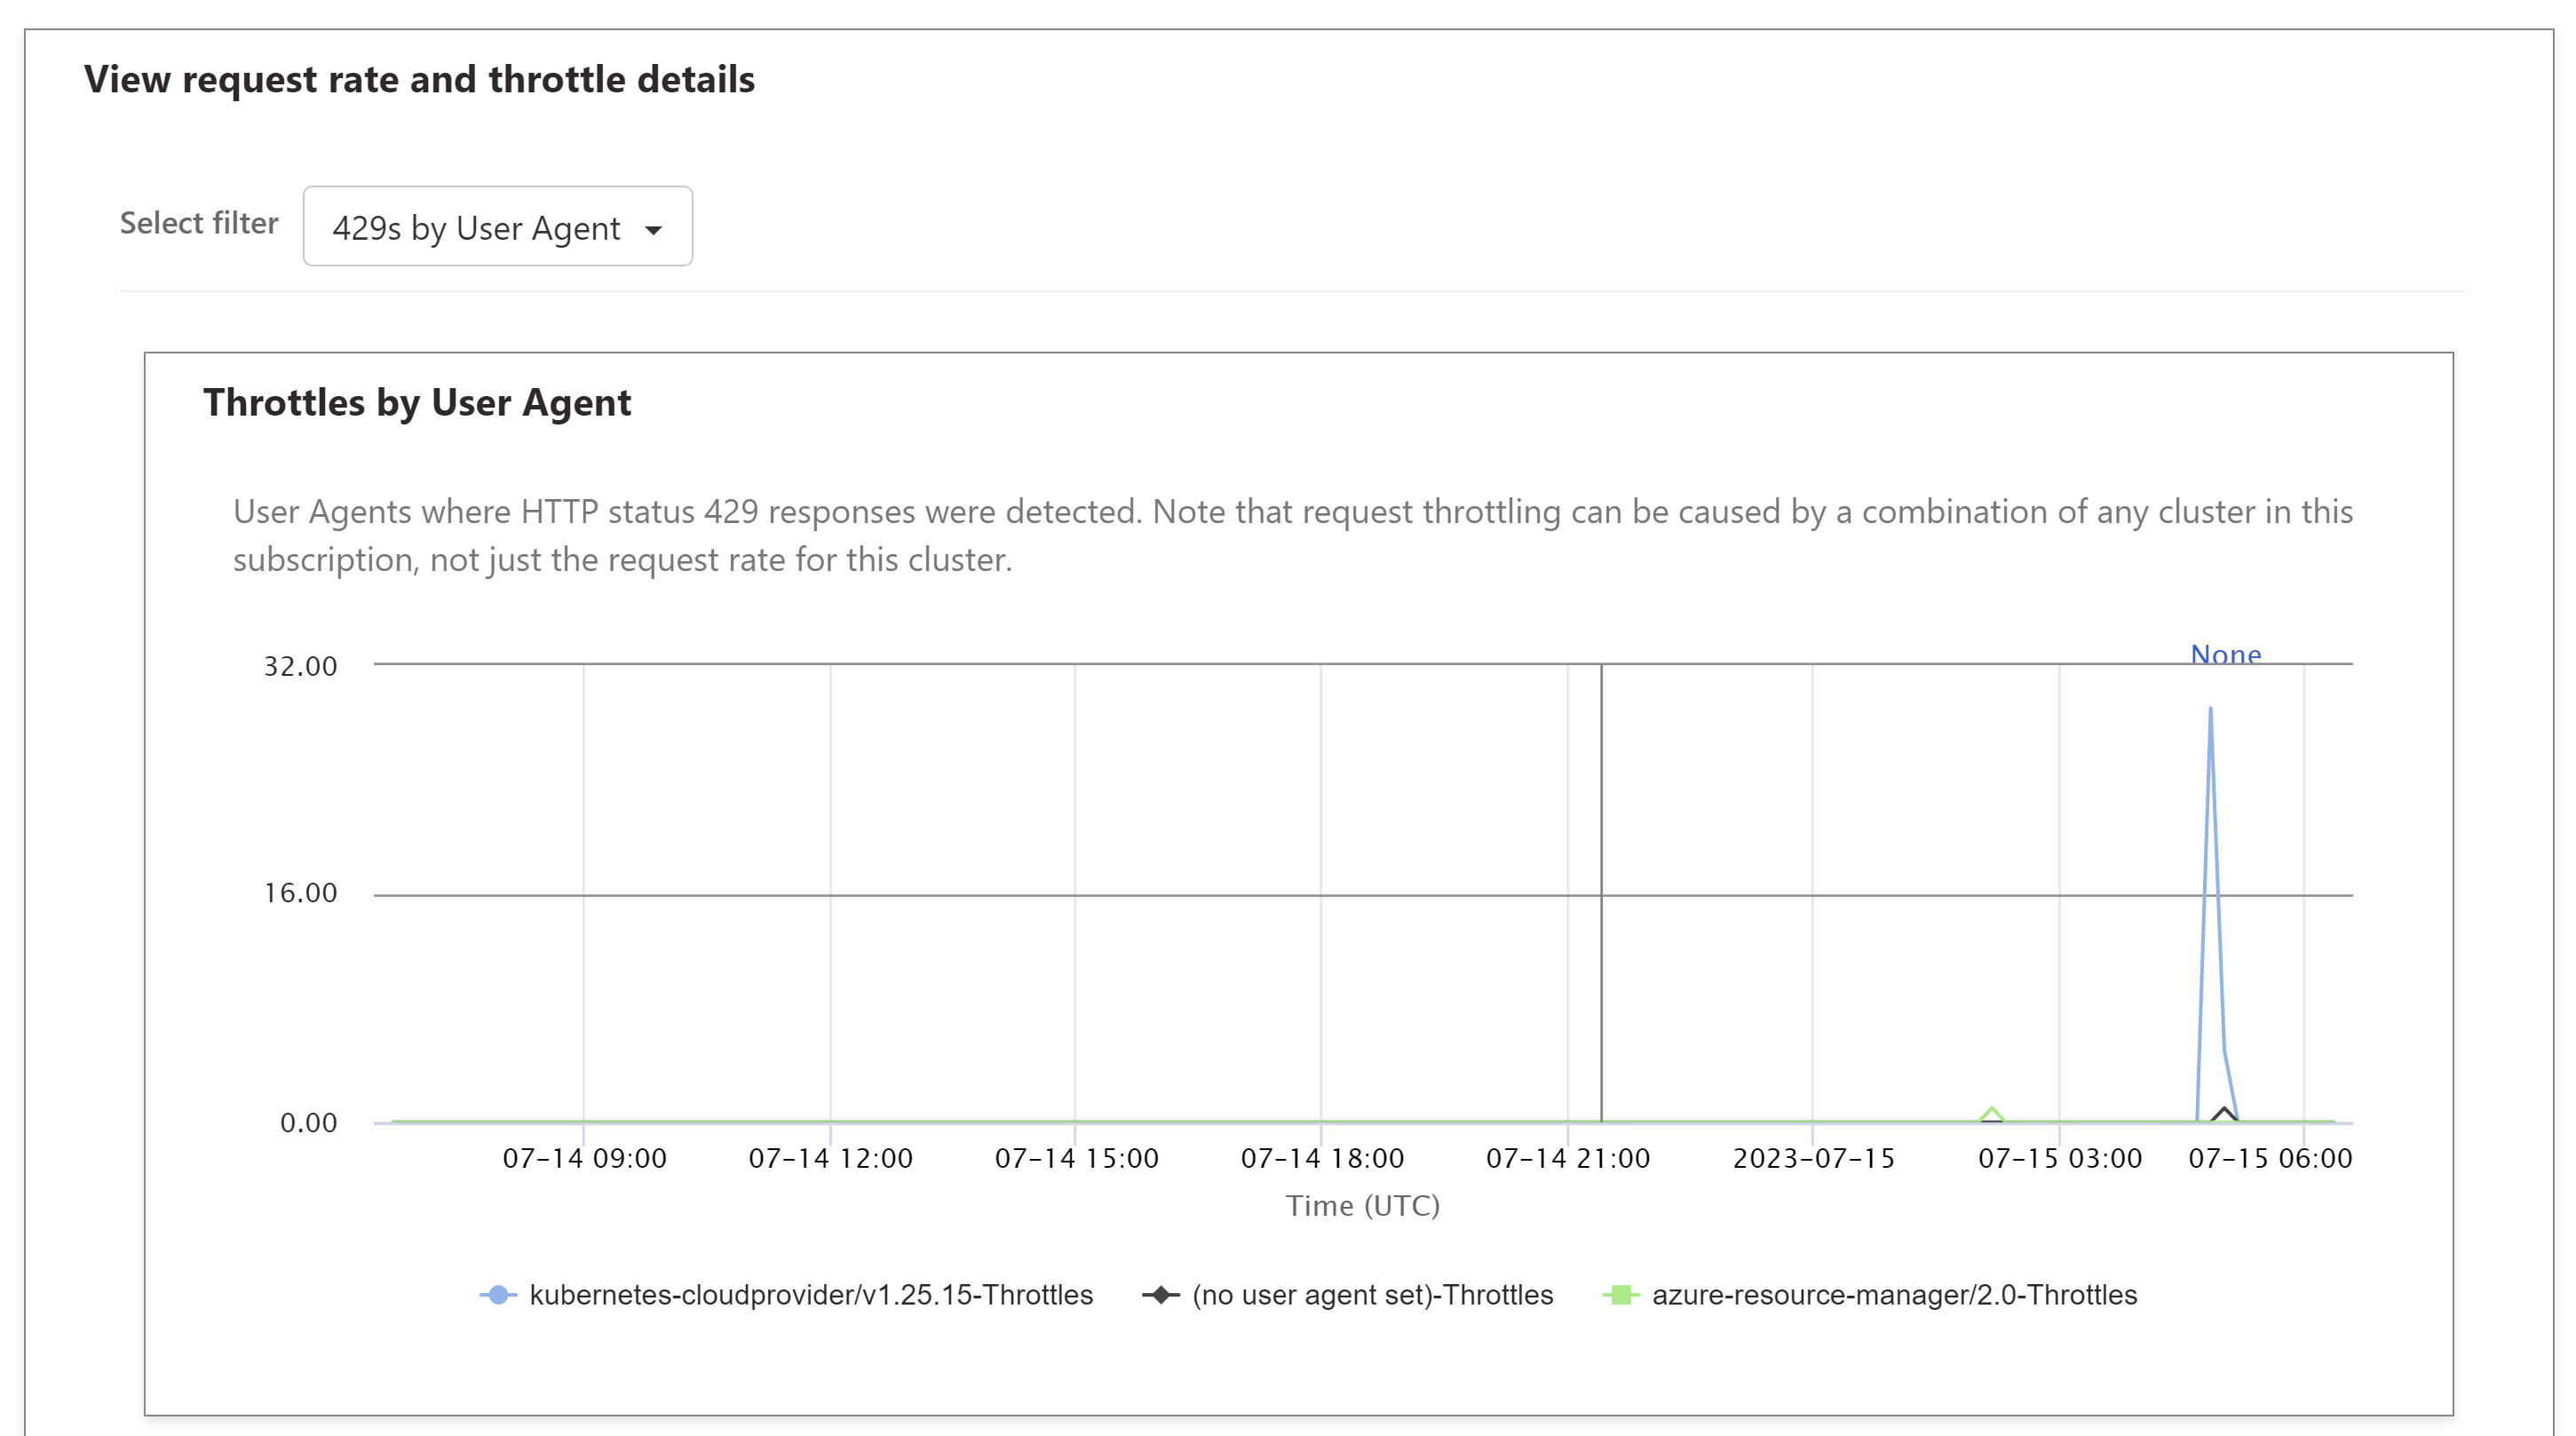 View request rate and throttle details
Select filter 429s by User Agent
Throttles by User Agent
User Agents where HTTP status 429 responses were detected. Note that request throttling can be caused by a combination of any cluster in this
subscription, not just the request rate for this cluster.
None
32.00
16.00
0.00
07-14 09:00 07-14 12:00 07-14 15:00 07-14 18:00 07-14 21:00 2023-07-15 07-15 03:00 07-15 06:00
Time (UTC)
kubernetes-cloudprovider/v1.25.15-Throttles (no user agent set)-Throttles azure-resource-manager/2.0-Throttles